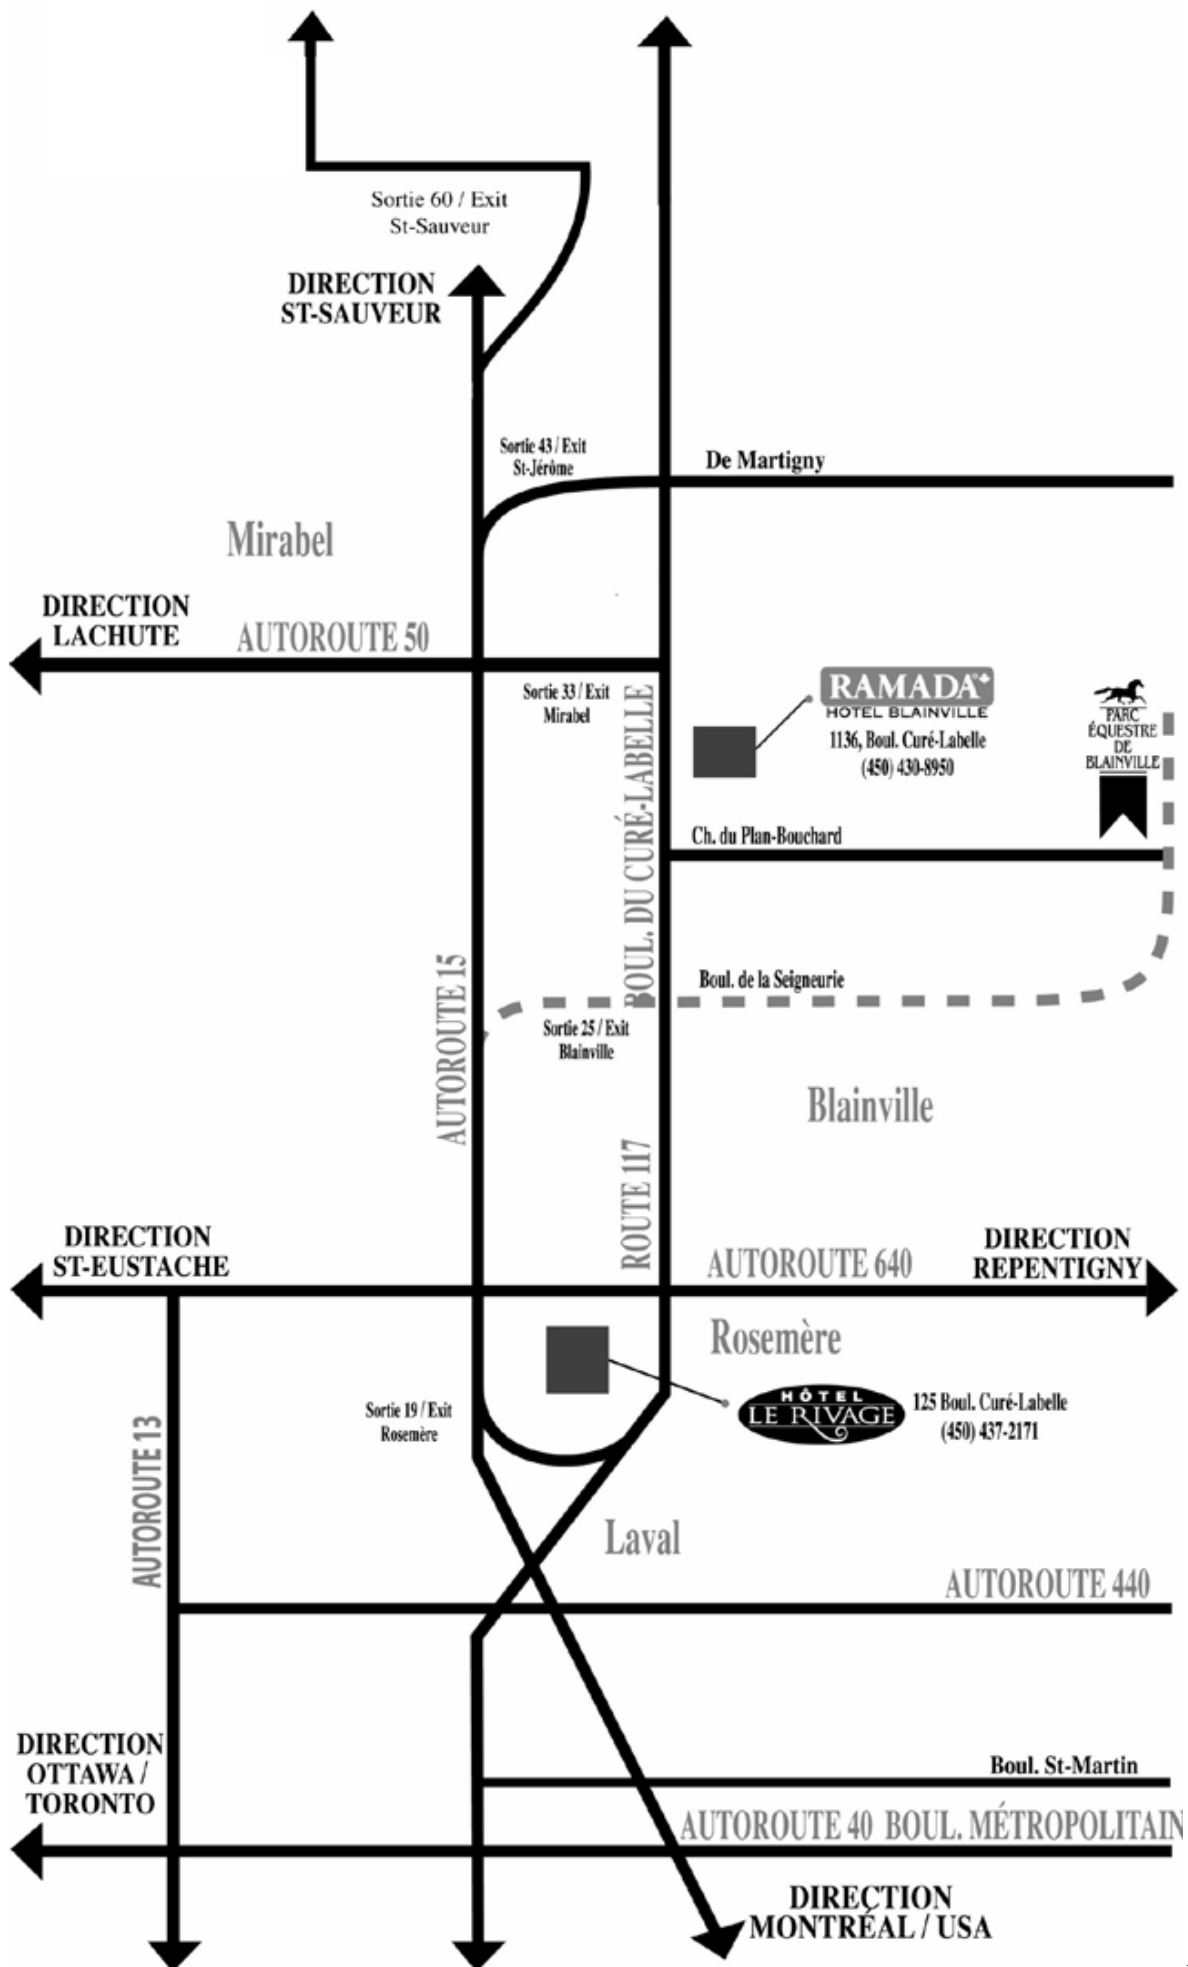 Sortie 60 / Exit
St-Sauveur
DIRECTION
ST-SAUVEUR
Sortie 43 / Exit
St-Jérôme
De Martigny
Mirabel
DIRECTION
LACHUTE
AUTOROUTE 50
Sortie 33 / Exit
Mirabel
RAMADA
HOTEL BLAINVILLE
1136, Boul. Curé-Labelle
(450) 430-8950
PARC
ÉQUESTRE
DE
BLAINVILLE
BOUL. DU CURÉ-LABELLE
Ch. du Plan-Bouchard
AUTOROUTE 15
Boul. de la Seigneurie
Sortie 25 / Exit
Blainville
Blainville
ROUTE 117
DIRECTION
ST-EUSTACHE
AUTOROUTE 640
DIRECTION
REPENTIGNY
Rosemère
HÔTEL
LE RIVAGE
125 Boul. Curé-Labelle
(450) 437-2171
Sortie 19 / Exit
Rosemère
AUTOROUTE 13
Laval
AUTOROUTE 440
DIRECTION
OTTAWA /
TORONTO
Boul. St-Martin
AUTOROUTE 40 BOUL. MÉTROPOLITAIN
DIRECTION
MONTRÉAL / USA